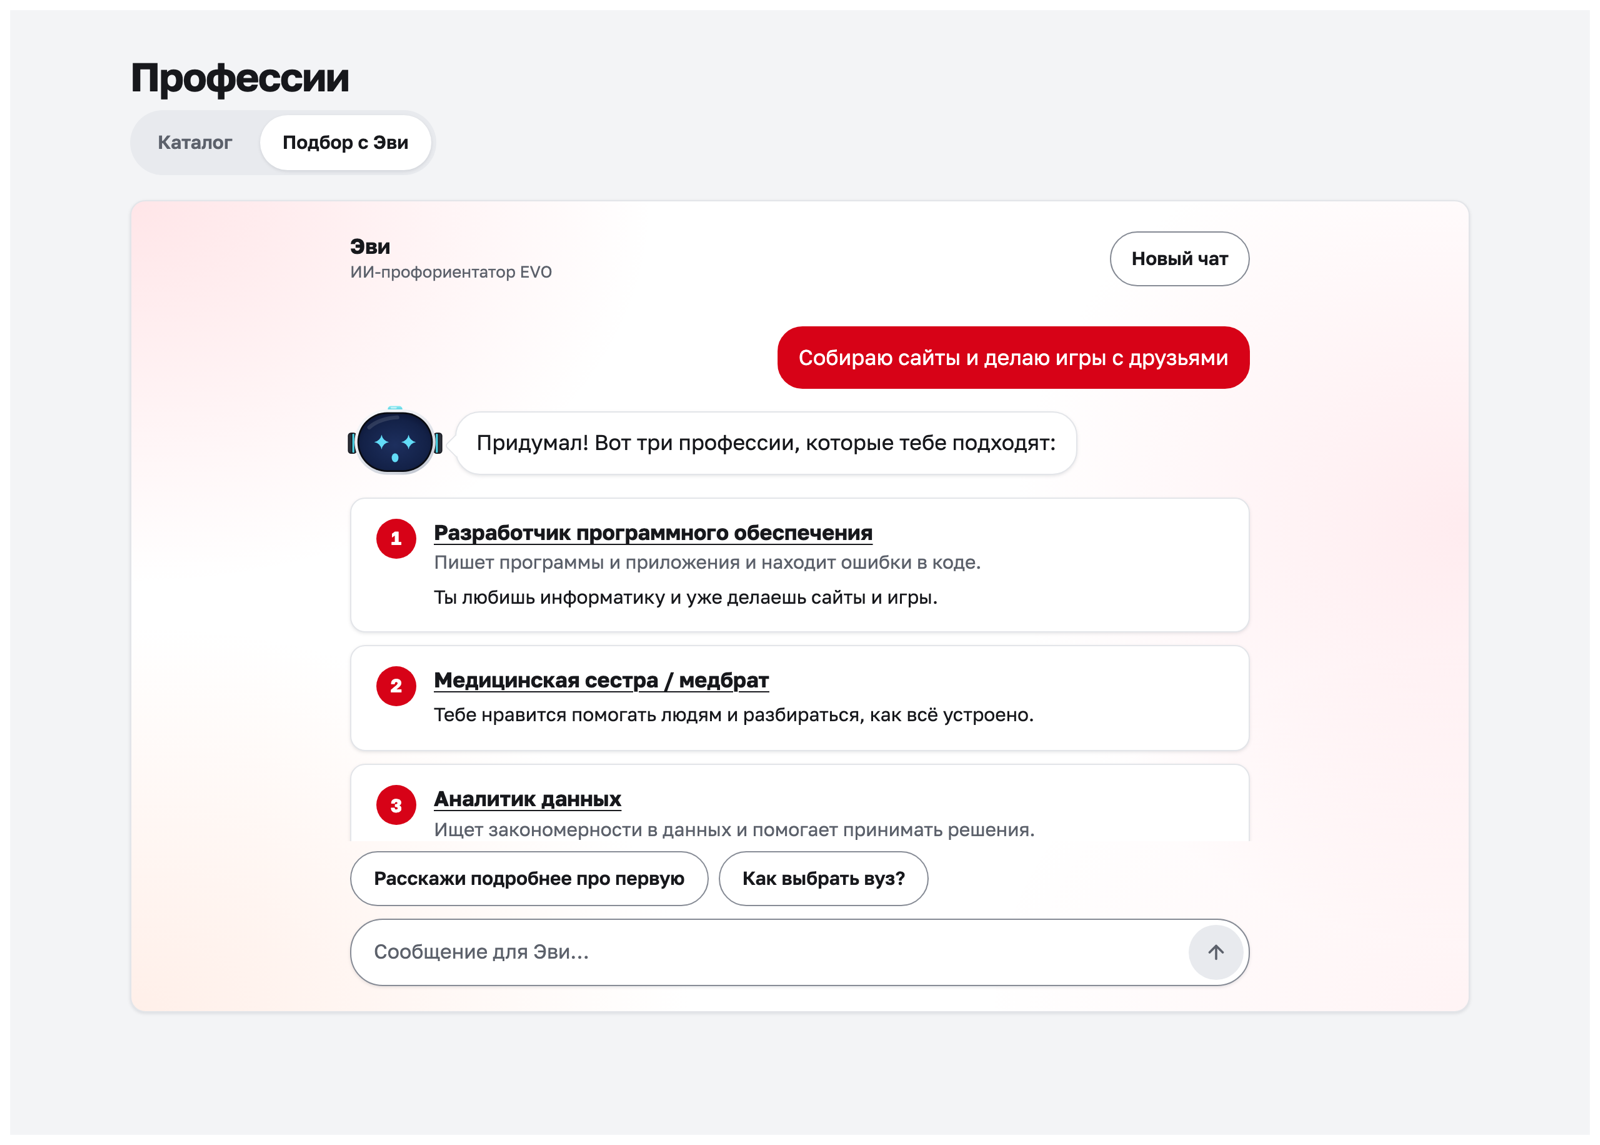 Профессии
Каталог
Подбор с Эви
Эви
ИИ-профориентатор EVO
Новый чат
Собираю сайты и делаю игры с друзьями
Придумал! Вот три профессии, которые тебе подходят:
1
Разработчик программного обеспечения
Пишет программы и приложения и находит ошибки в коде.
Ты любишь информатику и уже делаешь сайты и игры.
2
Медицинская сестра / медбрат
Тебе нравится помогать людям и разбираться, как всё устроено.
3
Аналитик данных
Ищет закономерности в данных и помогает принимать решения.
Расскажи подробнее про первую
Как выбрать вуз?
Сообщение для Эви...